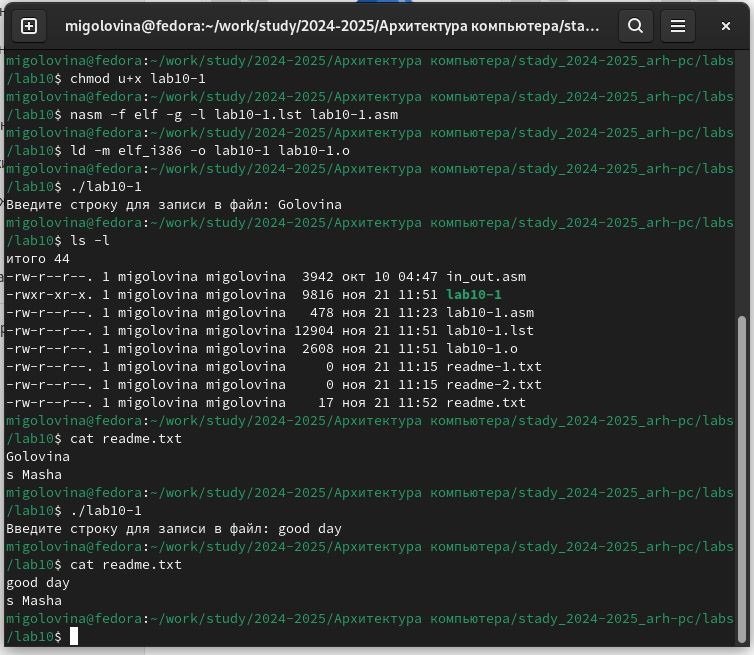 migolovina@fedora:~/work/study/2024-2025/Архитектура компьютера/sta...
migolovina@fedora:~/work/study/2024-2025/Архитектура компьютера/stady_2024-2025_arh-pc/labs
/lab10$ chmod u+x lab10-1
migolovina@fedora:~/work/study/2024-2025/Архитектура компьютера/stady_2024-2025_arh-pc/labs
/lab10$ nasm -f elf -g -l lab10-1.lst lab10-1.asm
migolovina@fedora:~/work/study/2024-2025/Архитектура компьютера/stady_2024-2025_arh-pc/labs
/lab10$ ld -m elf_i386 -o lab10-1 lab10-1.o
migolovina@fedora:~/work/study/2024-2025/Архитектура компьютера/stady_2024-2025_arh-pc/labs
/lab10$ ./lab10-1
Введите строку для записи в файл: Golovina
migolovina@fedora:~/work/study/2024-2025/Архитектура компьютера/stady_2024-2025_arh-pc/labs
/lab10$ ls -l
итого 44
-rw-r--r--. 1 migolovina migolovina  3942 окт 10 04:47 in_out.asm
-rwxr-xr-x. 1 migolovina migolovina  9816 ноя 21 11:51 lab10-1
-rw-r--r--. 1 migolovina migolovina   478 ноя 21 11:23 lab10-1.asm
-rw-r--r--. 1 migolovina migolovina 12904 ноя 21 11:51 lab10-1.lst
-rw-r--r--. 1 migolovina migolovina  2608 ноя 21 11:51 lab10-1.o
-rw-r--r--. 1 migolovina migolovina     0 ноя 21 11:15 readme-1.txt
-rw-r--r--. 1 migolovina migolovina     0 ноя 21 11:15 readme-2.txt
-rw-r--r--. 1 migolovina migolovina    17 ноя 21 11:52 readme.txt
migolovina@fedora:~/work/study/2024-2025/Архитектура компьютера/stady_2024-2025_arh-pc/labs
/lab10$ cat readme.txt
Golovina
s Masha
migolovina@fedora:~/work/study/2024-2025/Архитектура компьютера/stady_2024-2025_arh-pc/labs
/lab10$ ./lab10-1
Введите строку для записи в файл: good day
migolovina@fedora:~/work/study/2024-2025/Архитектура компьютера/stady_2024-2025_arh-pc/labs
/lab10$ cat readme.txt
good day
s Masha
migolovina@fedora:~/work/study/2024-2025/Архитектура компьютера/stady_2024-2025_arh-pc/labs
/lab10$